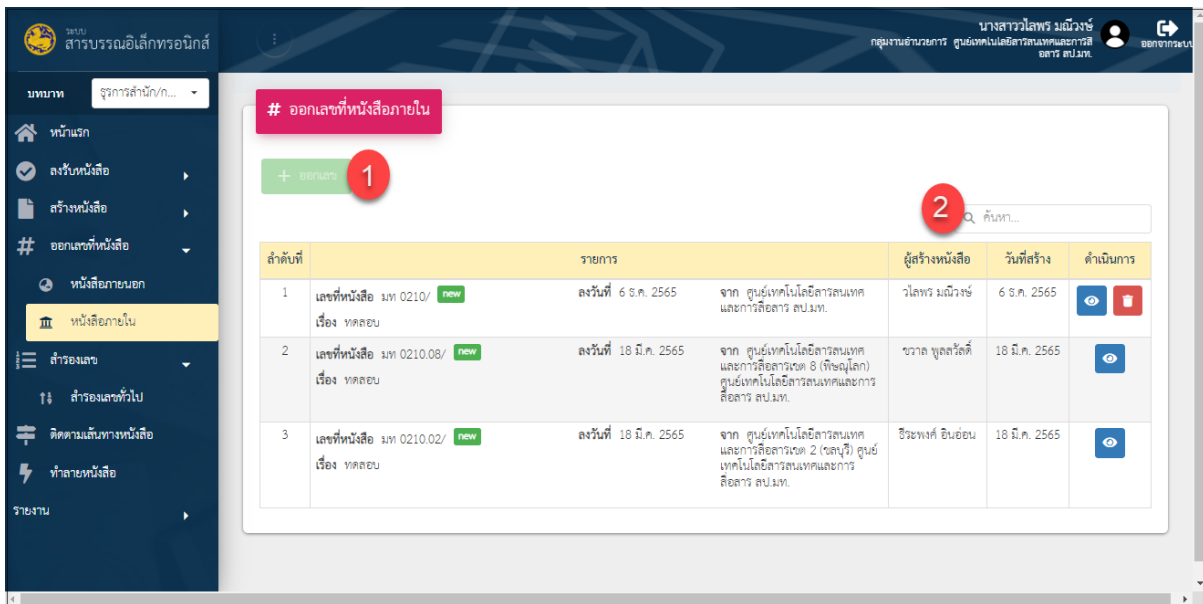 ระบบ
สารบรรณอิเล็กทรอนิกส์
นางสาววไลพร มณีวงษ์
กลุ่มงานอำนวยการ ศูนย์เทคโนโลยีสารสนเทศและการสื่
อสาร สป.มท.
ออกจากระบบ
บทบาท
ธุรการสำนัก/ก...
หน้าแรก
ลงรับหนังสือ
สร้างหนังสือ
ออกเลขที่หนังสือ
หนังสือภายนอก
หนังสือภายใน
สำรองเลข
สำรองเลขทั่วไป
ติดตามเส้นทางหนังสือ
ทำลายหนังสือ
รายงาน
# ออกเลขที่หนังสือภายใน
+ ออกเลข
1
2
ค้นหา...
ลำดับที่ รายการ ผู้สร้างหนังสือ วันที่สร้าง ดำเนินการ
1 เลขที่หนังสือ มท 0210/ new ลงวันที่ 6 ธ.ค. 2565 จาก ศูนย์เทคโนโลยีสารสนเทศ วไลพร มณีวงษ์ 6 ธ.ค. 2565
และการสื่อสาร สป.มท.
เรื่อง ทดสอบ
2 เลขที่หนังสือ มท 0210.08/ new ลงวันที่ 18 มี.ค. 2565 จาก ศูนย์เทคโนโลยีสารสนเทศ ชวาล พูลสวัสดิ์ 18 มี.ค. 2565
และการสื่อสารเขต 8 (พิษณุโลก)
เรื่อง ทดสอบ ศูนย์เทคโนโลยีสารสนเทศและการ
สื่อสาร สป.มท.
3 เลขที่หนังสือ มท 0210.02/ new ลงวันที่ 18 มี.ค. 2565 จาก ศูนย์เทคโนโลยีสารสนเทศ ธีระพงศ์ อินอ่อน 18 มี.ค. 2565
และการสื่อสารเขต 2 (ชลบุรี) ศูนย์
เรื่อง ทดสอบ เทคโนโลยีสารสนเทศและการ
สื่อสาร สป.มท.